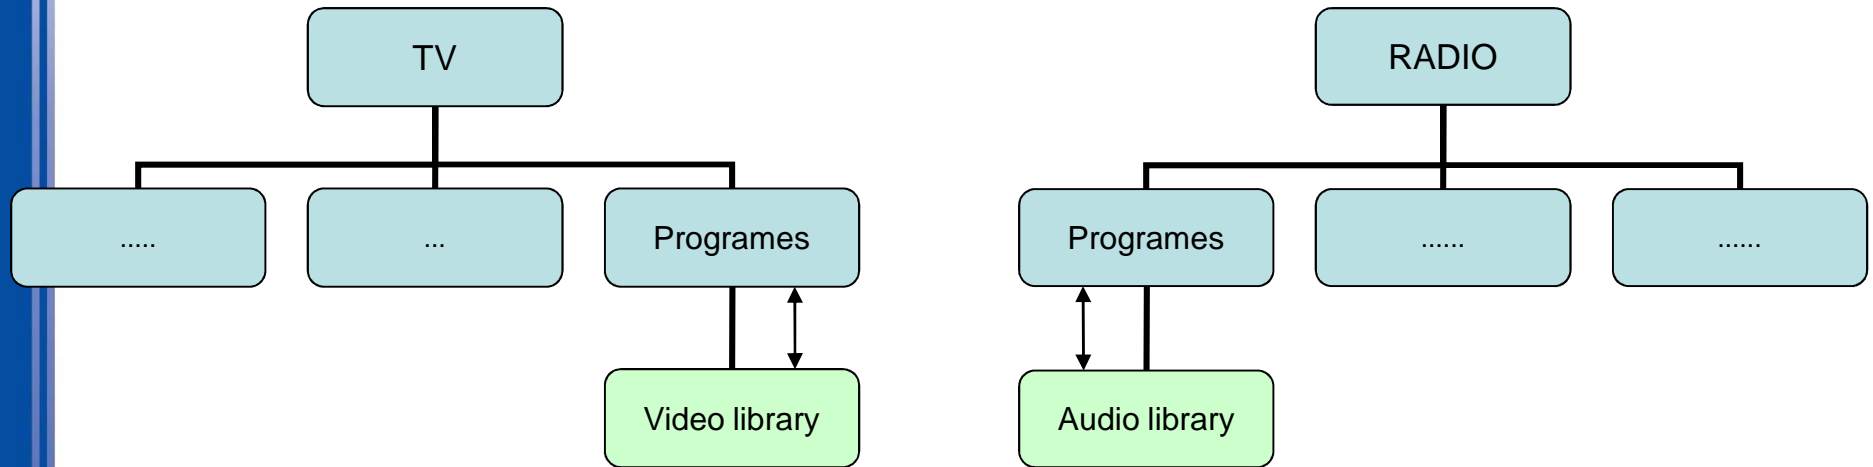 TV
RADIO
.....
...
Programes
Programes
......
......
Video library
Audio library